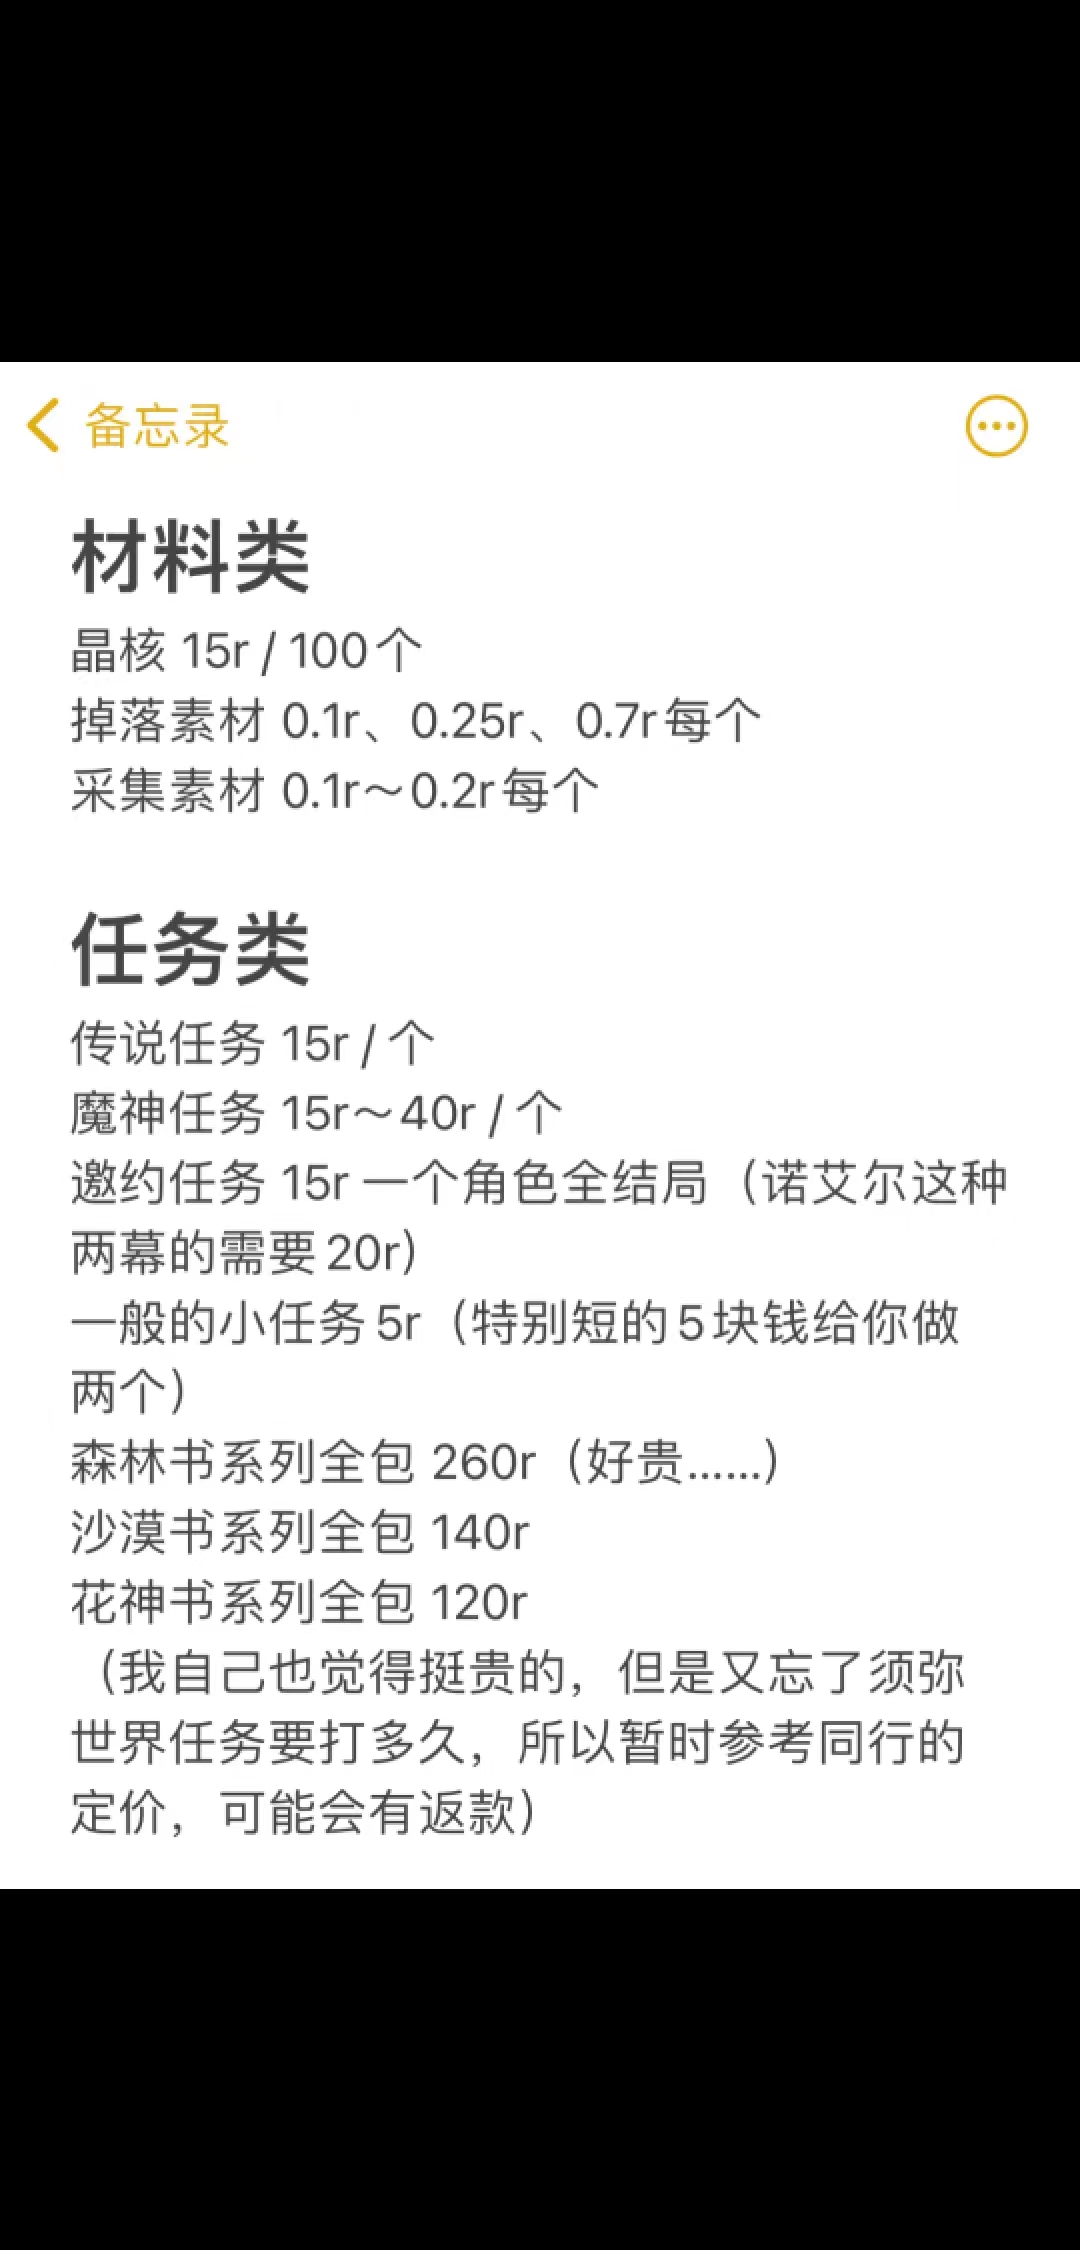 备忘录
材料类
晶核 15r / 100个
掉落素材 0.1r、0.25r、0.7r每个
采集素材 0.1r～0.2r每个
任务类
传说任务 15r / 个
魔神任务 15r～40r / 个
邀约任务 15r 一个角色全结局（诺艾尔这种
两幕的需要20r）
一般的小任务5r（特别短的5块钱给你做
两个）
森林书系列全包 260r（好贵......）
沙漠书系列全包 140r
花神书系列全包 120r
（我自己也觉得挺贵的，但是又忘了须弥
世界任务要打多久，所以暂时参考同行的
定价，可能会有返款）